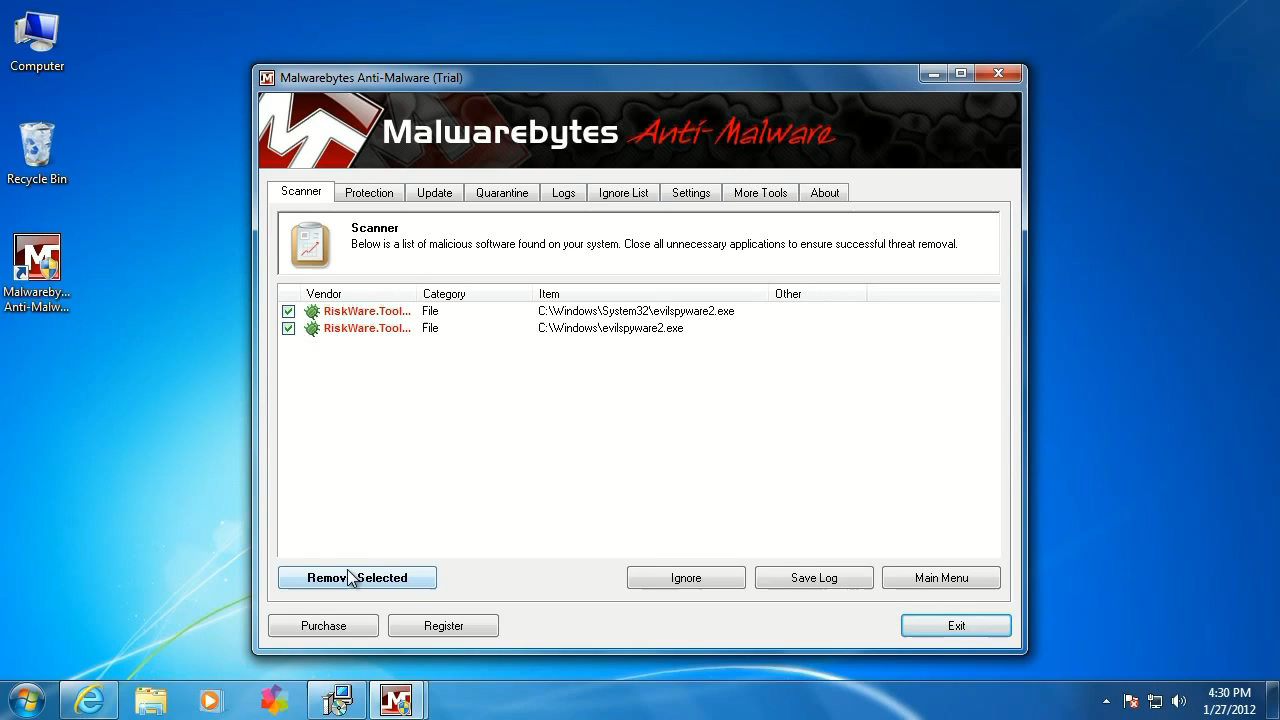 Computer
Recycle Bin
Malwareby...
Anti-Malw...
Malwarebytes Anti-Malware (Trial)
Malwarebytes Anti-Malware
Scanner Protection Update Quarantine Logs Ignore List Settings More Tools About
Scanner
Below is a list of malicious software found on your system. Close all unnecessary applications to ensure successful threat removal.
Vendor Category Item Other
RiskWare.Tool... File C:\Windows\System32\evilspyware2.exe
RiskWare.Tool... File C:\Windows\evilspyware2.exe
Remove Selected Ignore Save Log Main Menu
Purchase Register Exit
4:30 PM
1/27/2012